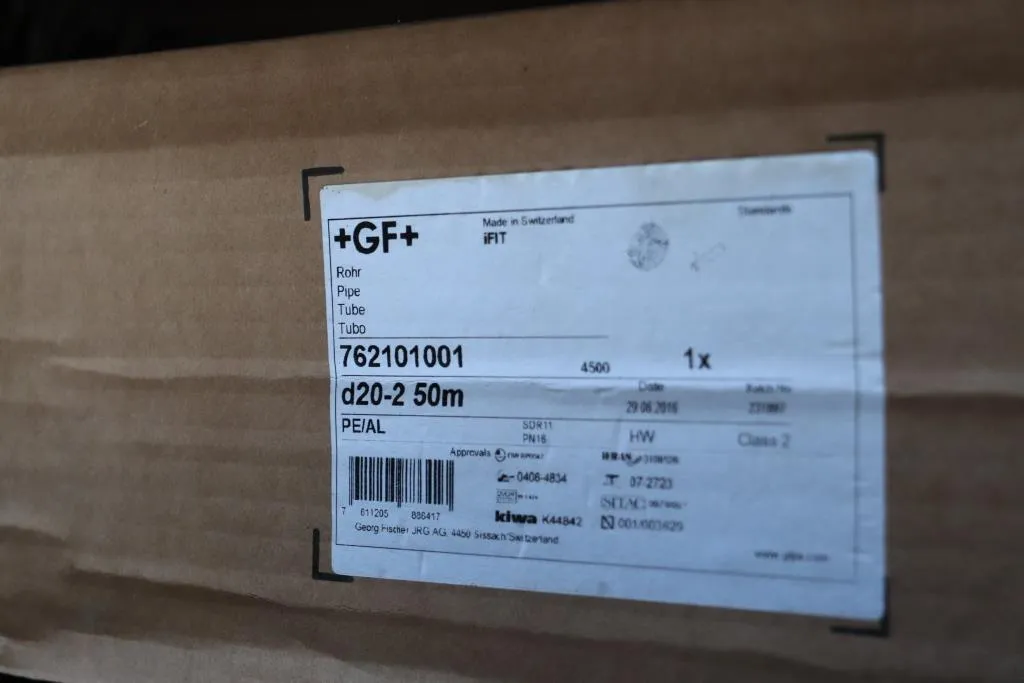 +GF+
Made in Switzerland
iFIT
Standards
Rohr
Pipe
Tube
Tubo
762101001
4500
1x
d20-2 50m
Date
29.06.2016
PE/AL
SDR11
PN16
HW
Class 2
Approvals
0406-4834
07-2723
kiwa K44842
7 611205 886417
Georg Fischer JRG AG, 4450 Sissach/Switzerland